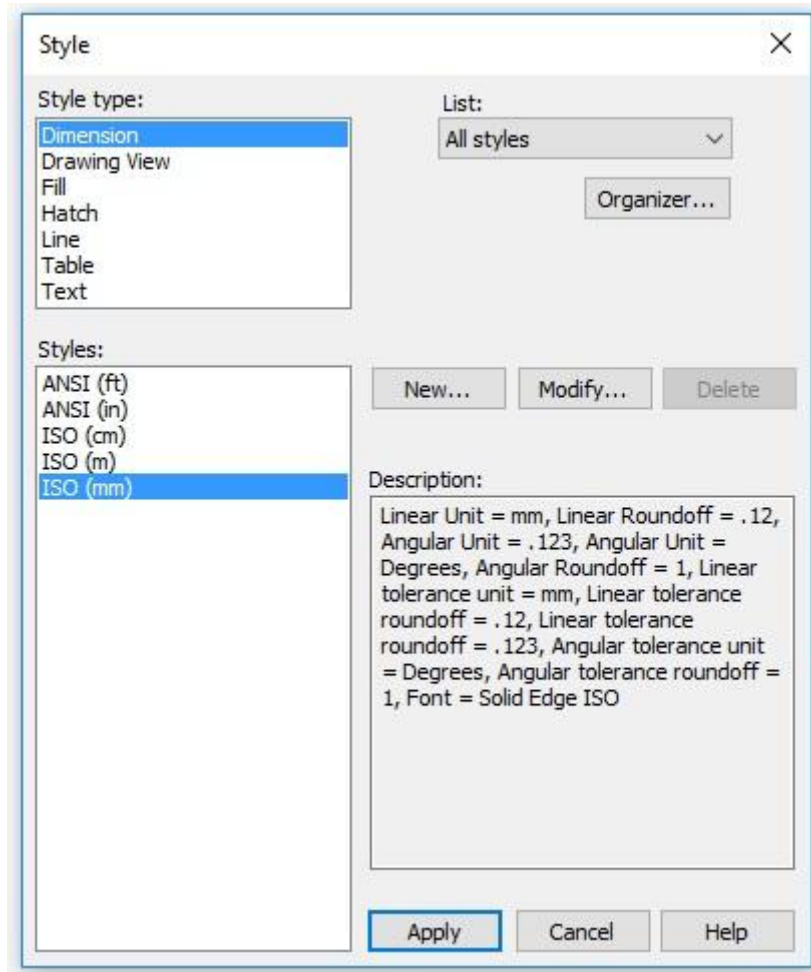 Style
Style type:
Dimension
Drawing View
Fill
Hatch
Line
Table
Text
List:
All styles
Organizer...
Styles:
ANSI (ft)
ANSI (in)
ISO (cm)
ISO (m)
ISO (mm)
New...
Modify...
Delete
Description:
Linear Unit = mm, Linear Roundoff = .12,
Angular Unit = .123, Angular Unit =
Degrees, Angular Roundoff = 1, Linear
tolerance unit = mm, Linear tolerance
roundoff = .12, Linear tolerance
roundoff = .123, Angular tolerance unit
= Degrees, Angular tolerance roundoff =
1, Font = Solid Edge ISO
Apply
Cancel
Help